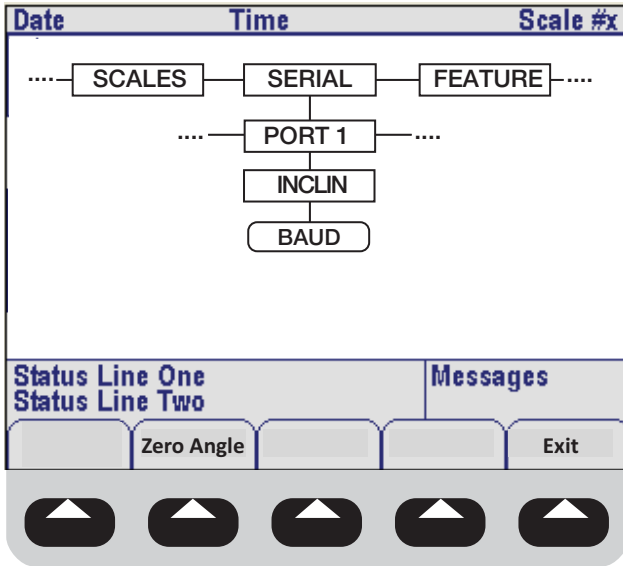 Date Time Scale #x
.... SCALES SERIAL FEATURE ....
.... PORT 1 ....
INCLIN
BAUD
Status Line One Messages
Status Line Two
Zero Angle Exit